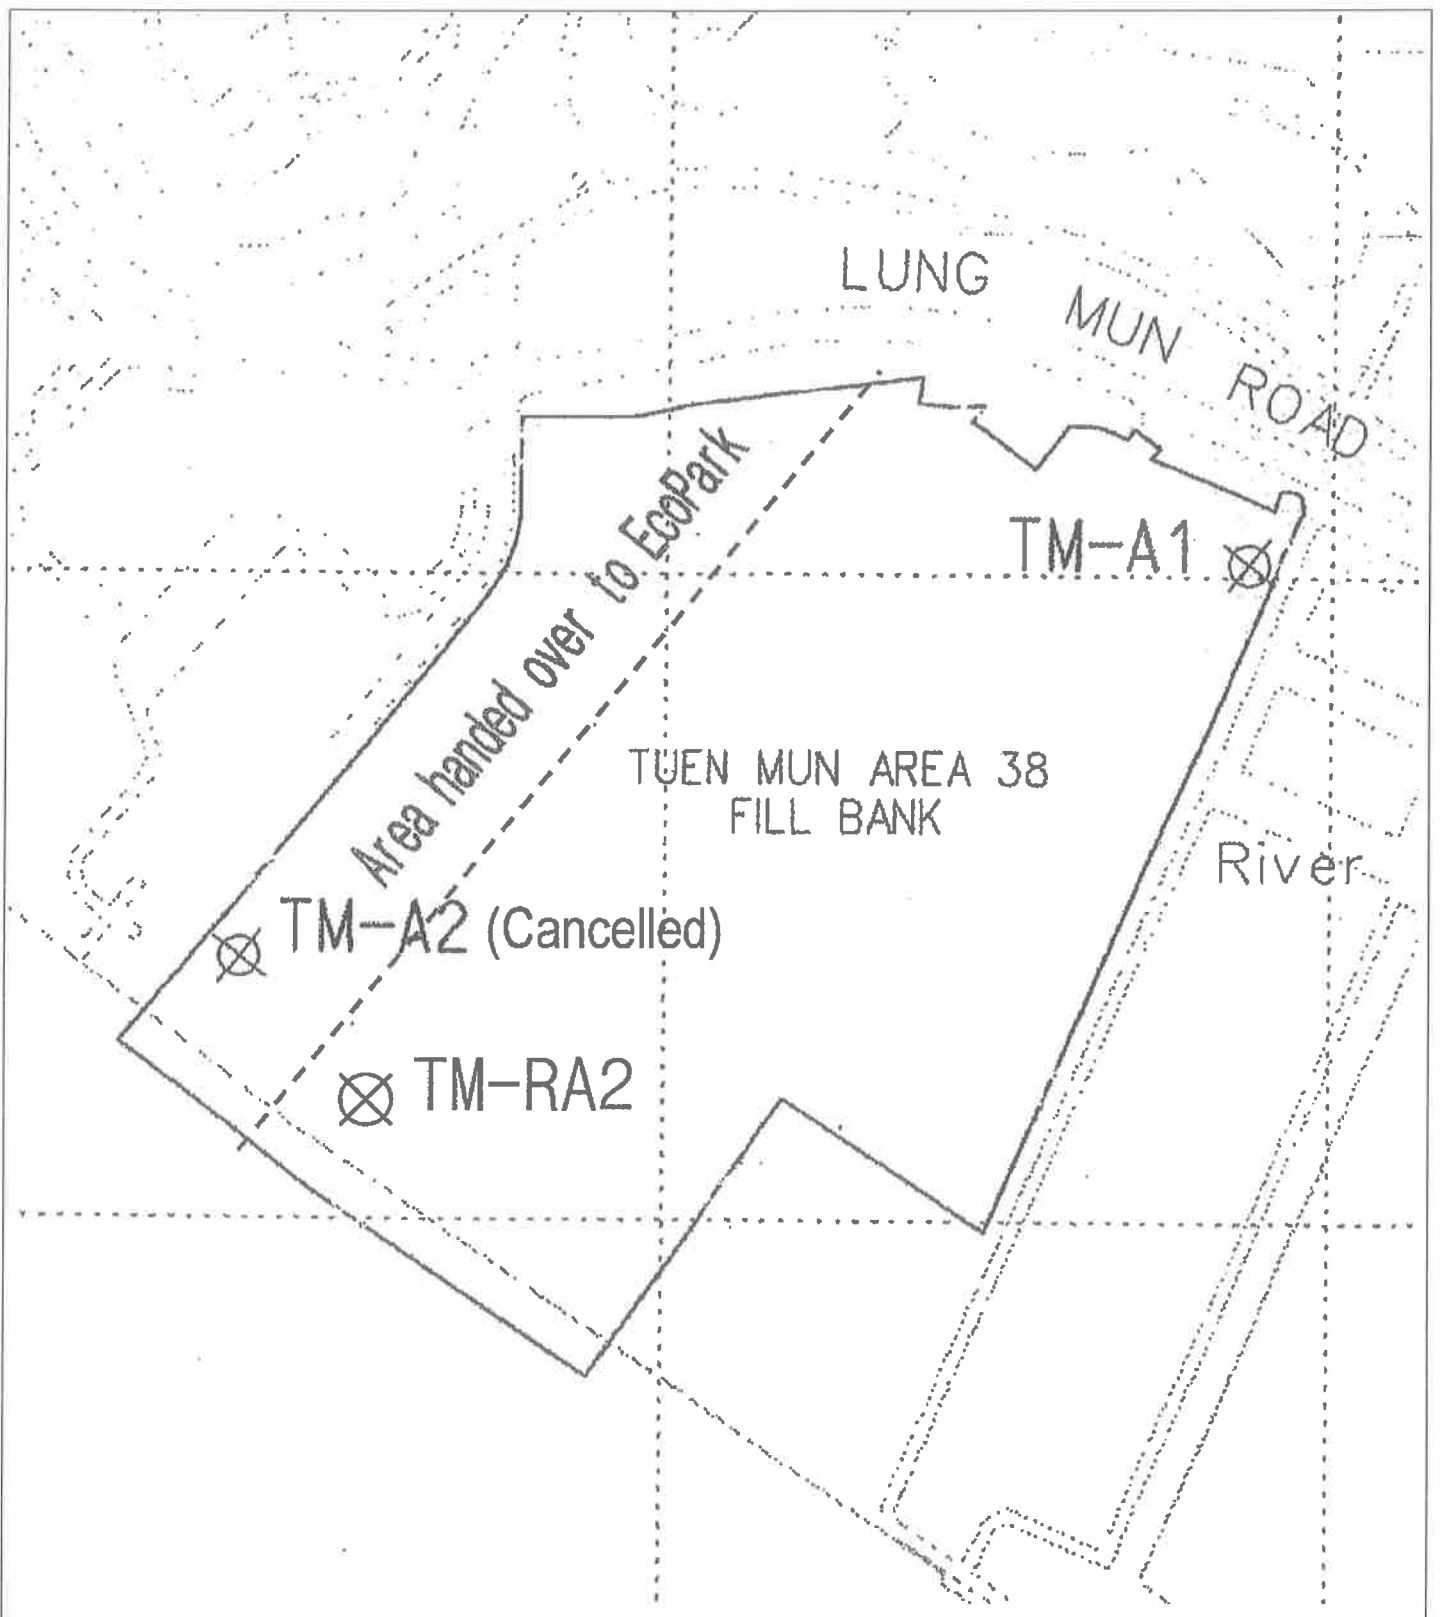 LUNG MUN ROAD
Area handed over to EcoPark
TM-A1
TUEN MUN AREA 38
FILL BANK
River
TM-A2 (Cancelled)
TM-RA2